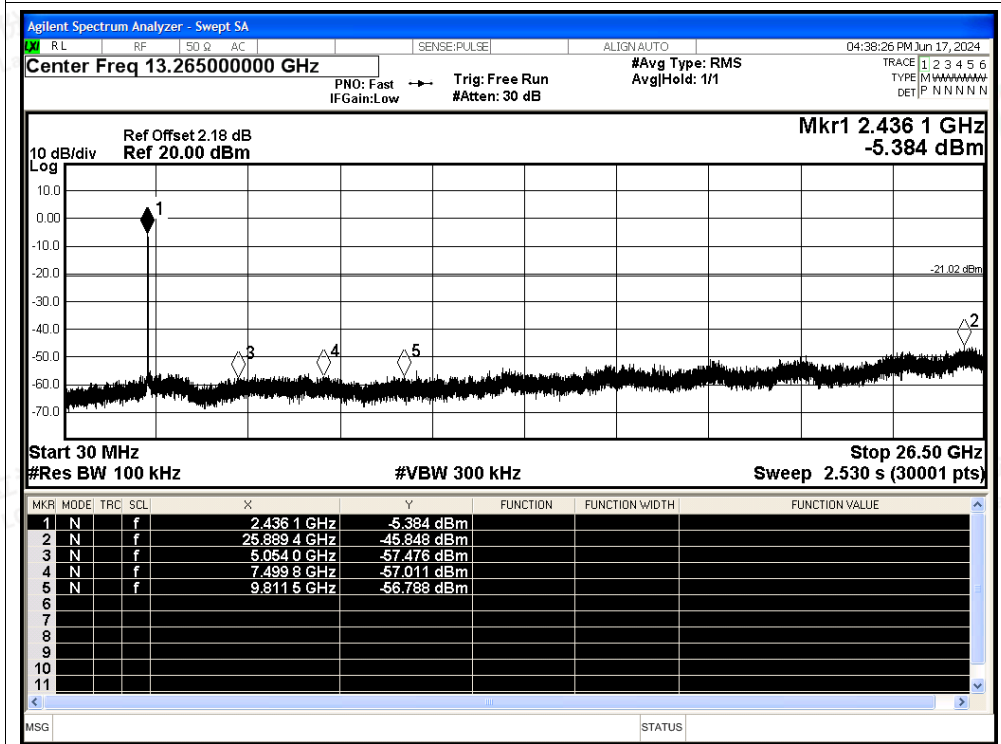 Agilent Spectrum Analyzer - Swept SA
LXI RL RF 50 Ω AC SENSE:PULSE ALIGN AUTO 04:38:26 PM Jun 17, 2024
Center Freq 13.265000000 GHz
PNO: Fast
IFGain:Low
Trig: Free Run
#Atten: 30 dB
#Avg Type: RMS
Avg|Hold: 1/1
TRACE 1 2 3 4 5 6
TYPE M WWWWW
DET P N N N N N
Mkr1 2.436 1 GHz
-5.384 dBm
Ref Offset 2.18 dB
10 dB/div Ref 20.00 dBm
Log
10.0
0.00
-10.0
-20.0
-30.0
-40.0
-50.0
-60.0
-70.0
1
-21.02 dBm
2
3
4
5
Start 30 MHz Stop 26.50 GHz
#Res BW 100 kHz #VBW 300 kHz Sweep 2.530 s (30001 pts)
MKR MODE TRC SCL X Y FUNCTION FUNCTION WIDTH FUNCTION VALUE
1 N f 2.436 1 GHz -5.384 dBm
2 N f 25.889 4 GHz -45.848 dBm
3 N f 5.054 0 GHz -57.476 dBm
4 N f 7.499 8 GHz -57.011 dBm
5 N f 9.811 5 GHz -56.788 dBm
6
7
8
9
10
11
MSG STATUS